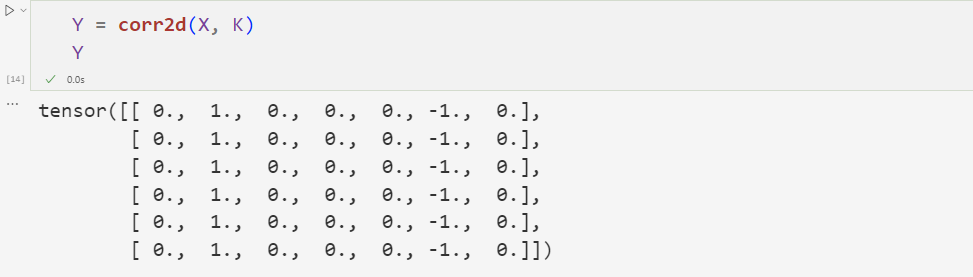 Y = corr2d(X, K)
Y
[14] 0.0s
... tensor([[ 0.,  1.,  0.,  0.,  0., -1.,  0.],
[ 0.,  1.,  0.,  0.,  0., -1.,  0.],
[ 0.,  1.,  0.,  0.,  0., -1.,  0.],
[ 0.,  1.,  0.,  0.,  0., -1.,  0.],
[ 0.,  1.,  0.,  0.,  0., -1.,  0.],
[ 0.,  1.,  0.,  0.,  0., -1.,  0.]])